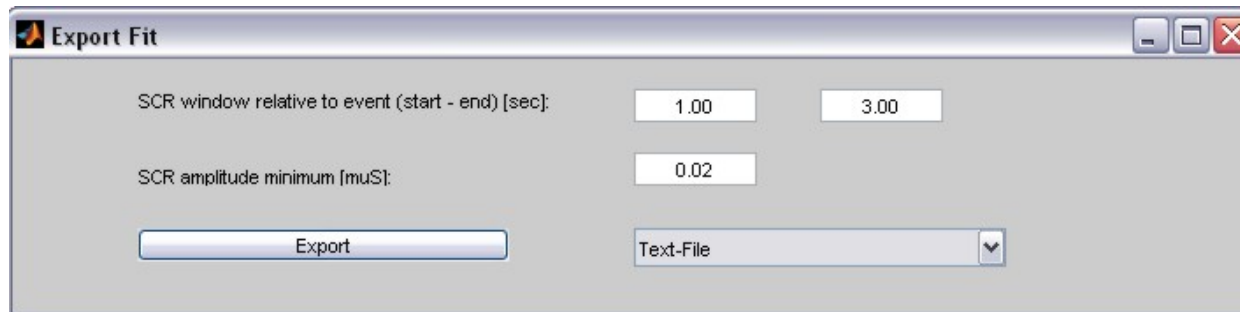 Export Fit
SCR window relative to event (start - end) [sec]: 1.00 3.00
SCR amplitude minimum [muS]: 0.02
Export Text-File